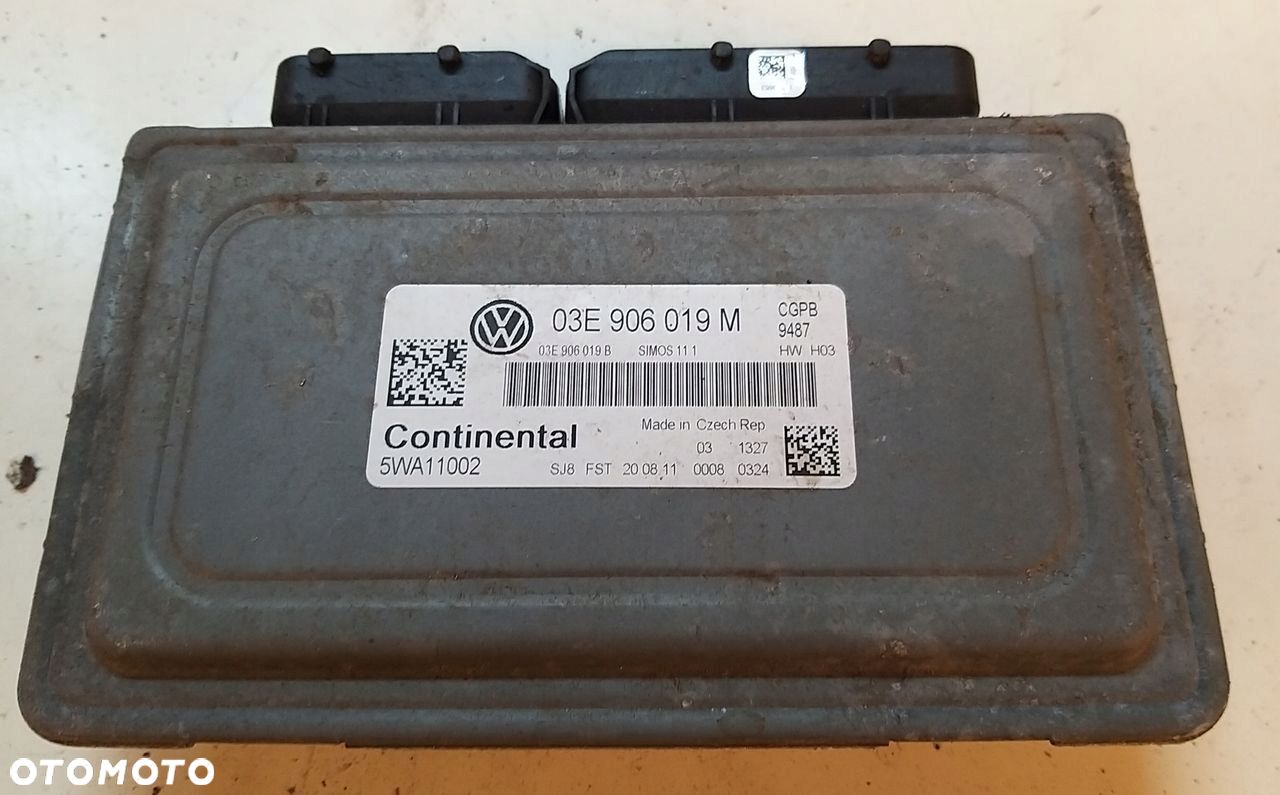 03E 906 019 M
CGPB
9487
03E 906 019 B SIMOS 11 1 HW H03
Made in Czech Rep
Continental
03 1327
5WA11002
SJ8 FST 20 08 11 0008 0324
OTOMOTO